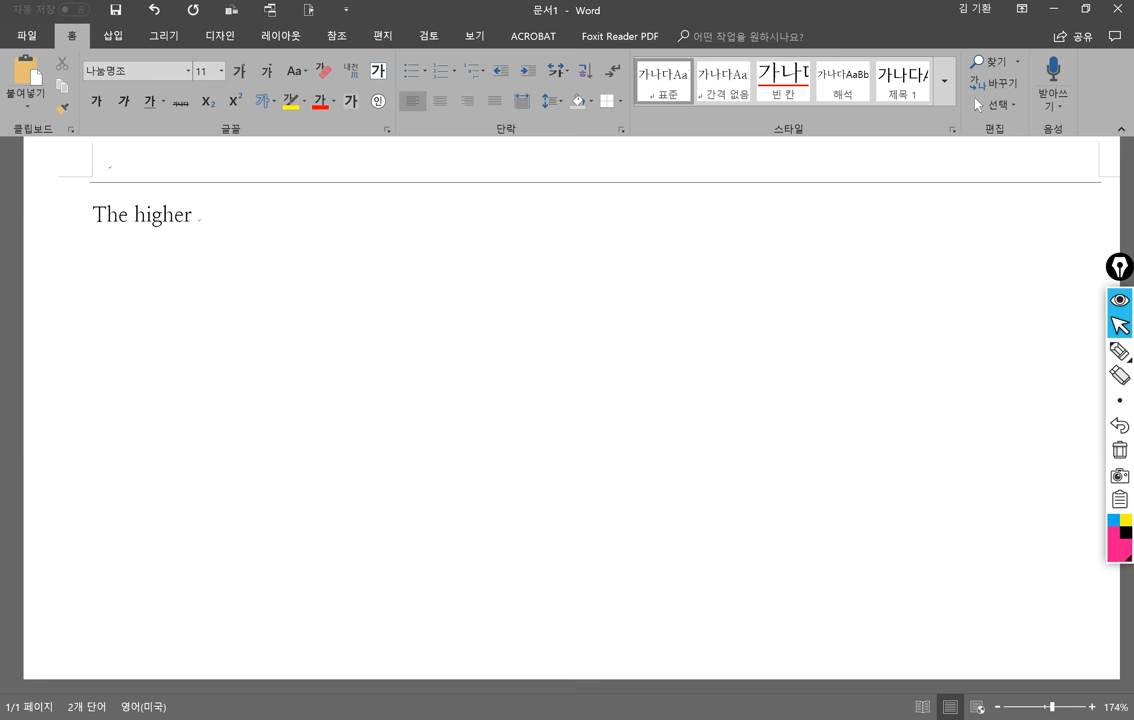 자동 저장
문서1 - Word
김 기환
파일 홈 삽입 그리기 디자인 레이아웃 참조 편지 검토 보기 ACROBAT Foxit Reader PDF 어떤 작업을 원하시나요? 공유
붙여넣기
나눔명조 11 가 가 Aa 가 내천 가
가 가 가 가나다 X₂ X² 가 가 가 인
가나다Aa 가나다Aa 가나다 가나다AaBb 가나다A
표준 간격 없음 빈 칸 해석 제목 1
찾기
바꾸기
선택
받아쓰기
클립보드 글꼴 단락 스타일 편집 음성
The higher
1/1 페이지 2개 단어 영어(미국) 174%